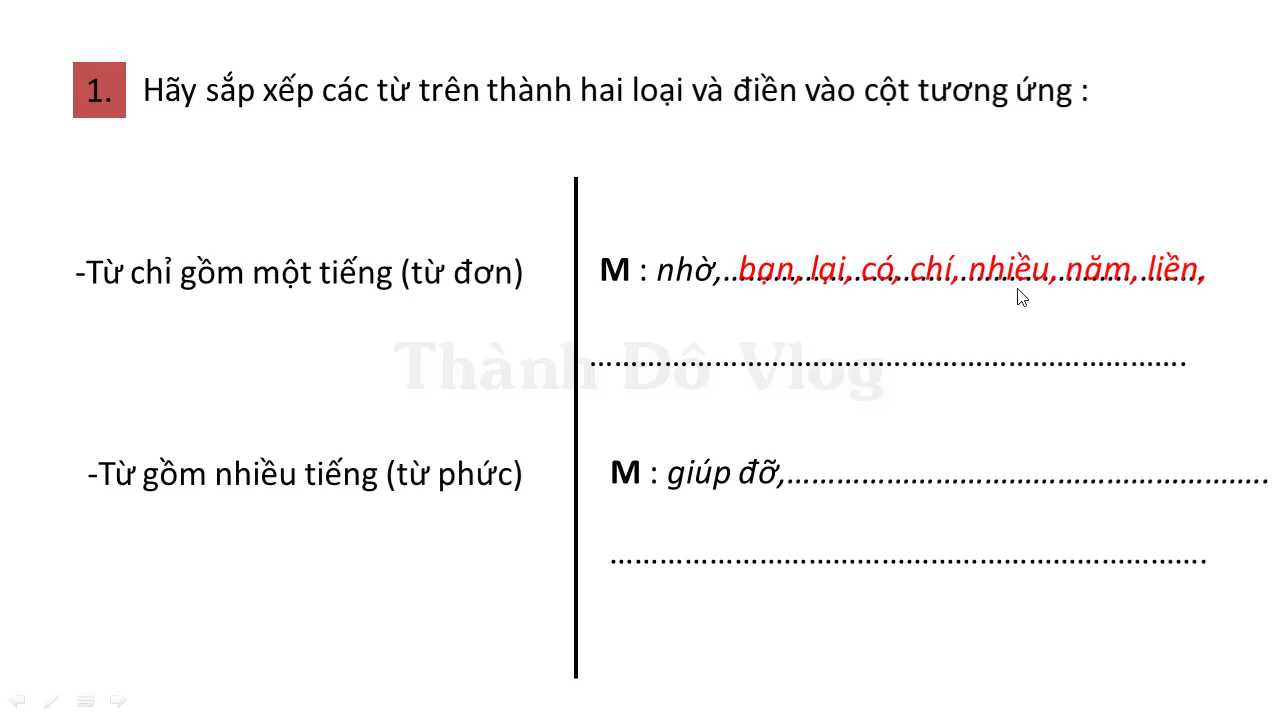 1. Hãy sắp xếp các từ trên thành hai loại và điền vào cột tương ứng :
-Từ chỉ gồm một tiếng (từ đơn)
M : nhờ, bạn, lại, có, chí, nhiều, năm, liền,
………………………………………………………………….
Thành Đô Vlog
-Từ gồm nhiều tiếng (từ phức)
M : giúp đỡ,…………………………………………………….
………………………………………………………………….